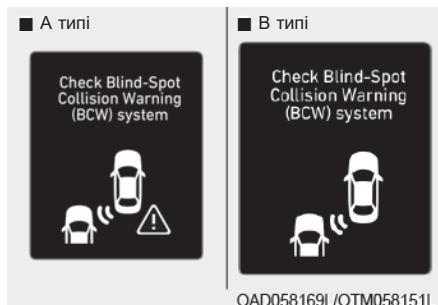 ■ А типі
Check Blind-Spot
Collision Warning
(BCW) system
■ В типі
Check Blind-Spot
Collision Warning
(BCW) system
OAD058169L/OTM058151L